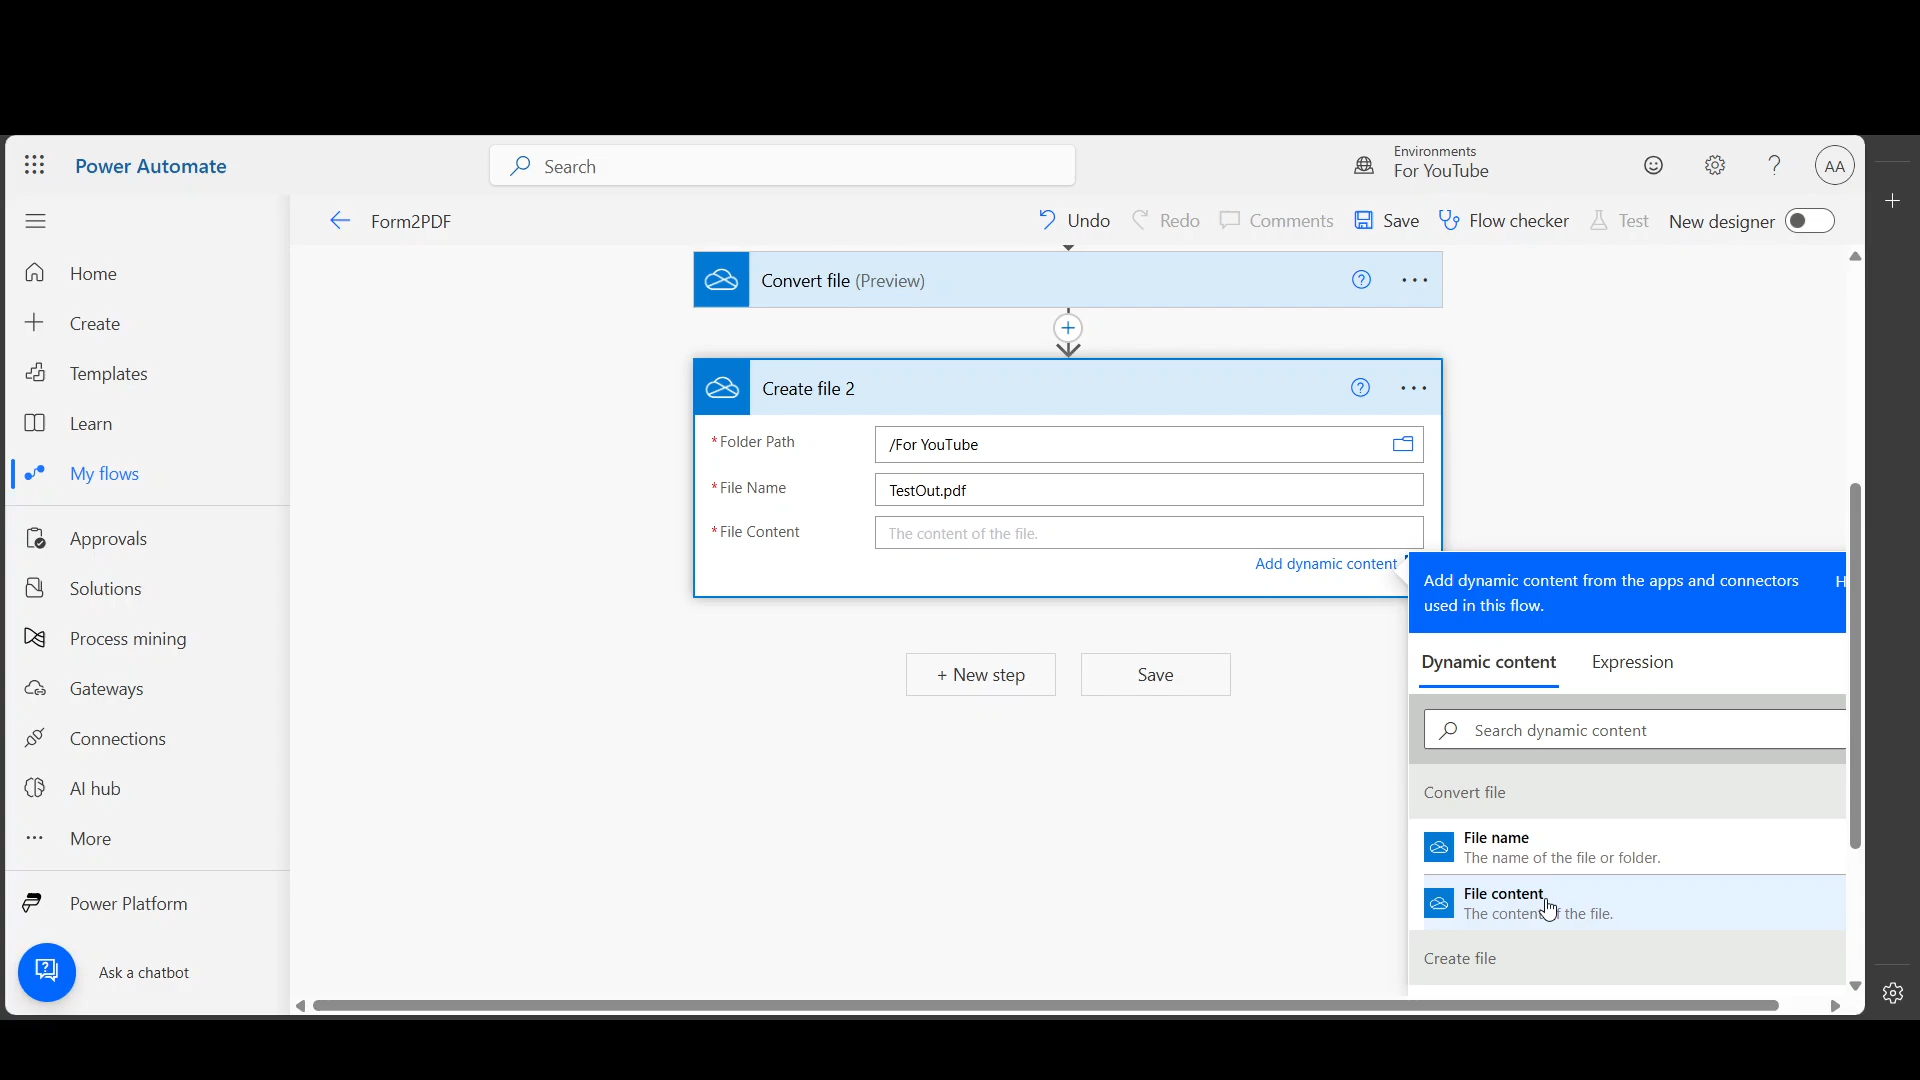 Power Automate
Search
Environments
For YouTube
AA
Form2PDF
Undo
Redo
Comments
Save
Flow checker
Test
New designer
Home
Create
Templates
Learn
My flows
Approvals
Solutions
Process mining
Gateways
Connections
AI hub
More
Power Platform
Ask a chatbot
Convert file (Preview)
Create file 2
* Folder Path
/For YouTube
* File Name
TestOut.pdf
* File Content
The content of the file.
Add dynamic content
+ New step
Save
Add dynamic content from the apps and connectors
used in this flow.
H
Dynamic content
Expression
Search dynamic content
Convert file
File name
The name of the file or folder.
File content
The content of the file.
Create file